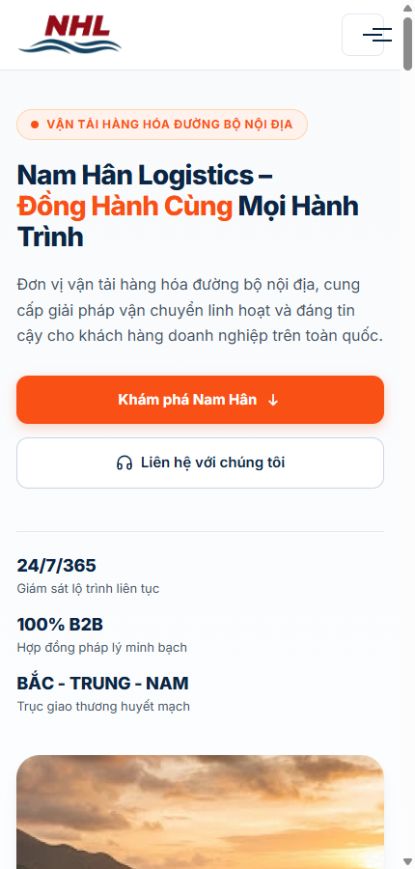 NHL
VẬN TẢI HÀNG HÓA ĐƯỜNG BỘ NỘI ĐỊA
Nam Hân Logistics –
Đồng Hành Cùng Mọi Hành
Trình
Đơn vị vận tải hàng hóa đường bộ nội địa, cung
cấp giải pháp vận chuyển linh hoạt và đáng tin
cậy cho khách hàng doanh nghiệp trên toàn quốc.
Khám phá Nam Hân ↓
Liên hệ với chúng tôi
24/7/365
Giám sát lộ trình liên tục
100% B2B
Hợp đồng pháp lý minh bạch
BẮC - TRUNG - NAM
Trục giao thương huyết mạch